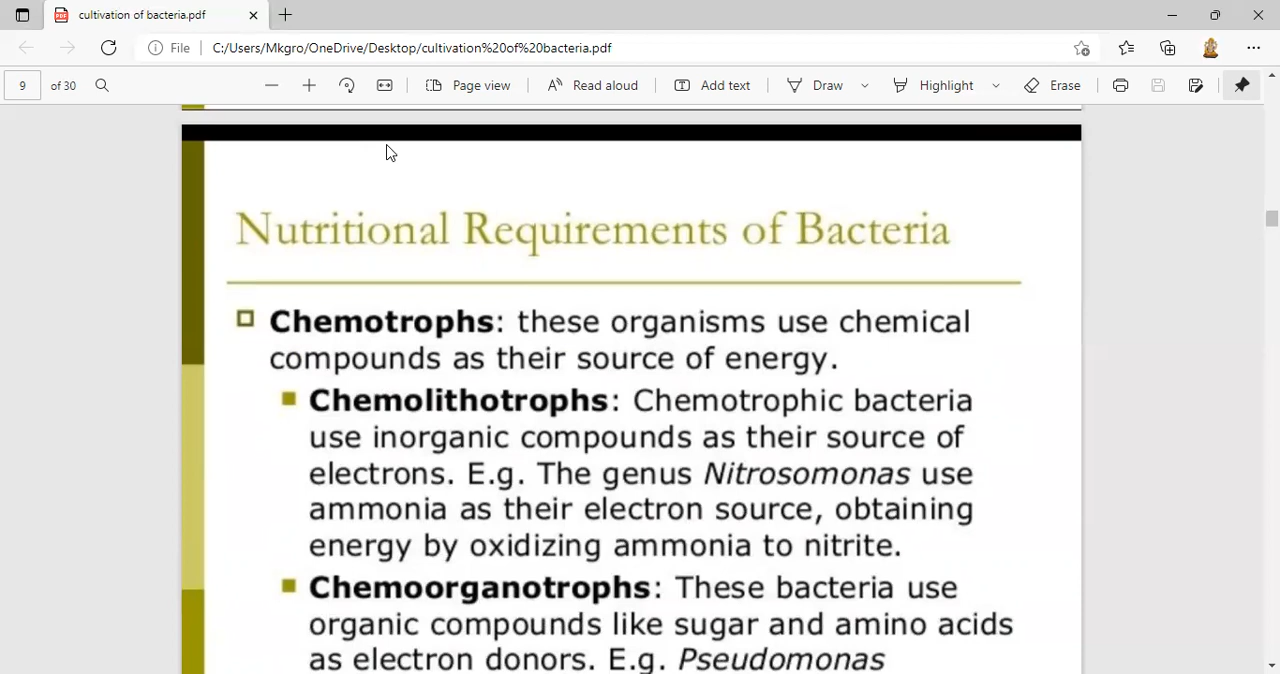 cultivation of bacteria.pdf
File C:/Users/Mkgro/OneDrive/Desktop/cultivation%20of%20bacteria.pdf
9 of 30 Page view Read aloud Add text Draw Highlight Erase
Nutritional Requirements of Bacteria
Chemotrophs: these organisms use chemical
compounds as their source of energy.
Chemolithotrophs: Chemotrophic bacteria
use inorganic compounds as their source of
electrons. E.g. The genus Nitrosomonas use
ammonia as their electron source, obtaining
energy by oxidizing ammonia to nitrite.
Chemoorganotrophs: These bacteria use
organic compounds like sugar and amino acids
as electron donors. E.g. Pseudomonas